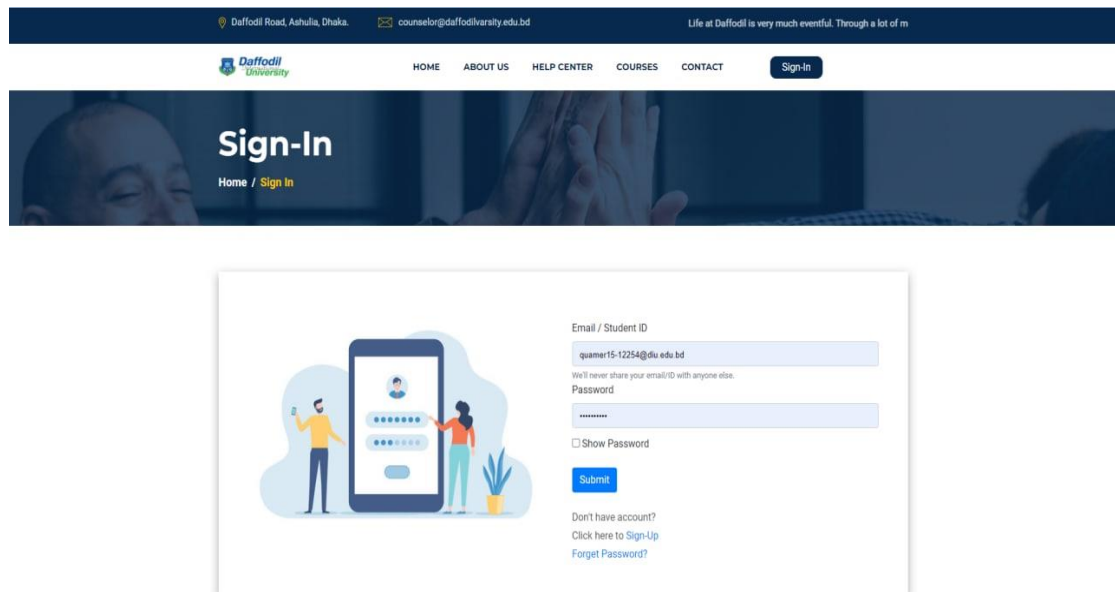 Daffodil Road, Ashulia, Dhaka. counselor@daffodilvarsity.edu.bd Life at Daffodil is very much eventful. Through a lot of m
Daffodil
University
HOME ABOUT US HELP CENTER COURSES CONTACT Sign-In
Sign-In
Home / Sign In
Email / Student ID
quamer15-12254@diu.edu.bd
We'll never share your email/ID with anyone else.
Password
••••••••••
Show Password
Submit
Don't have account?
Click here to Sign-Up
Forget Password?